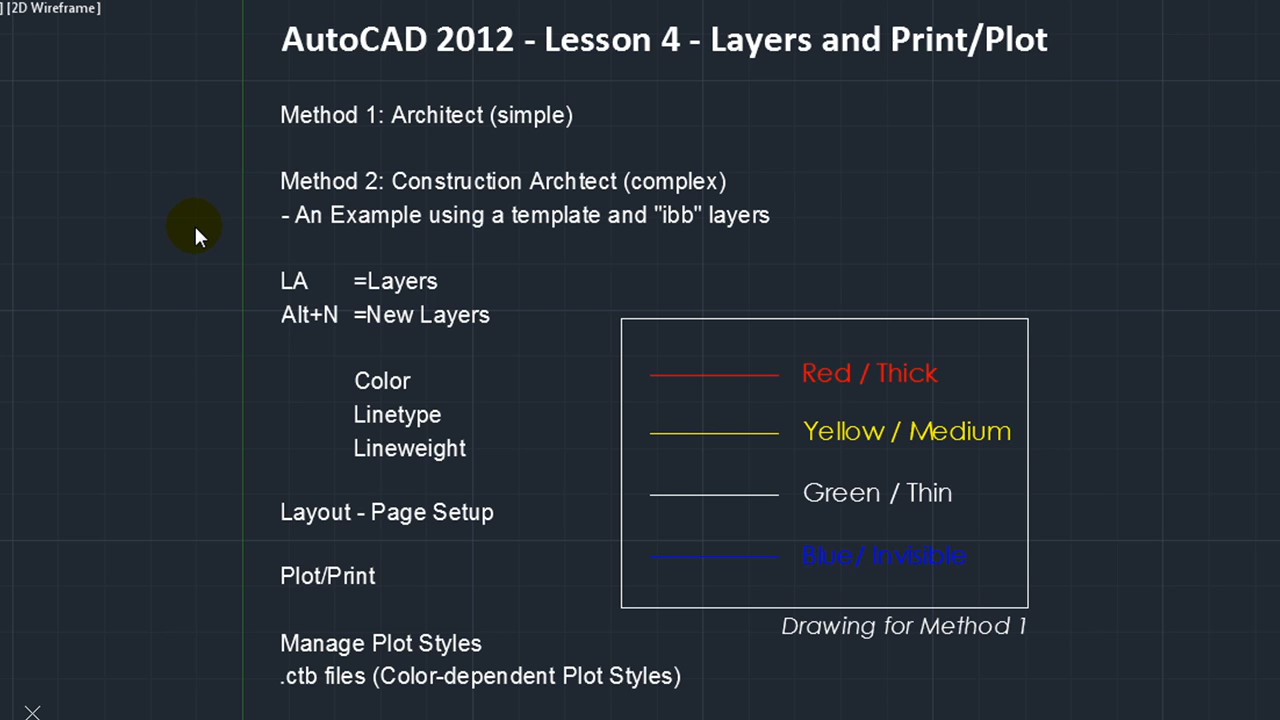 ] [2D Wireframe]
AutoCAD 2012 - Lesson 4 - Layers and Print/Plot
Method 1: Architect (simple)
Method 2: Construction Archtect (complex)
- An Example using a template and "ibb" layers
LA =Layers
Alt+N =New Layers
Color
Linetype
Lineweight
Layout - Page Setup
Plot/Print
Manage Plot Styles
.ctb files (Color-dependent Plot Styles)
Red / Thick
Yellow / Medium
Green / Thin
Blue/ Invisible
Drawing for Method 1